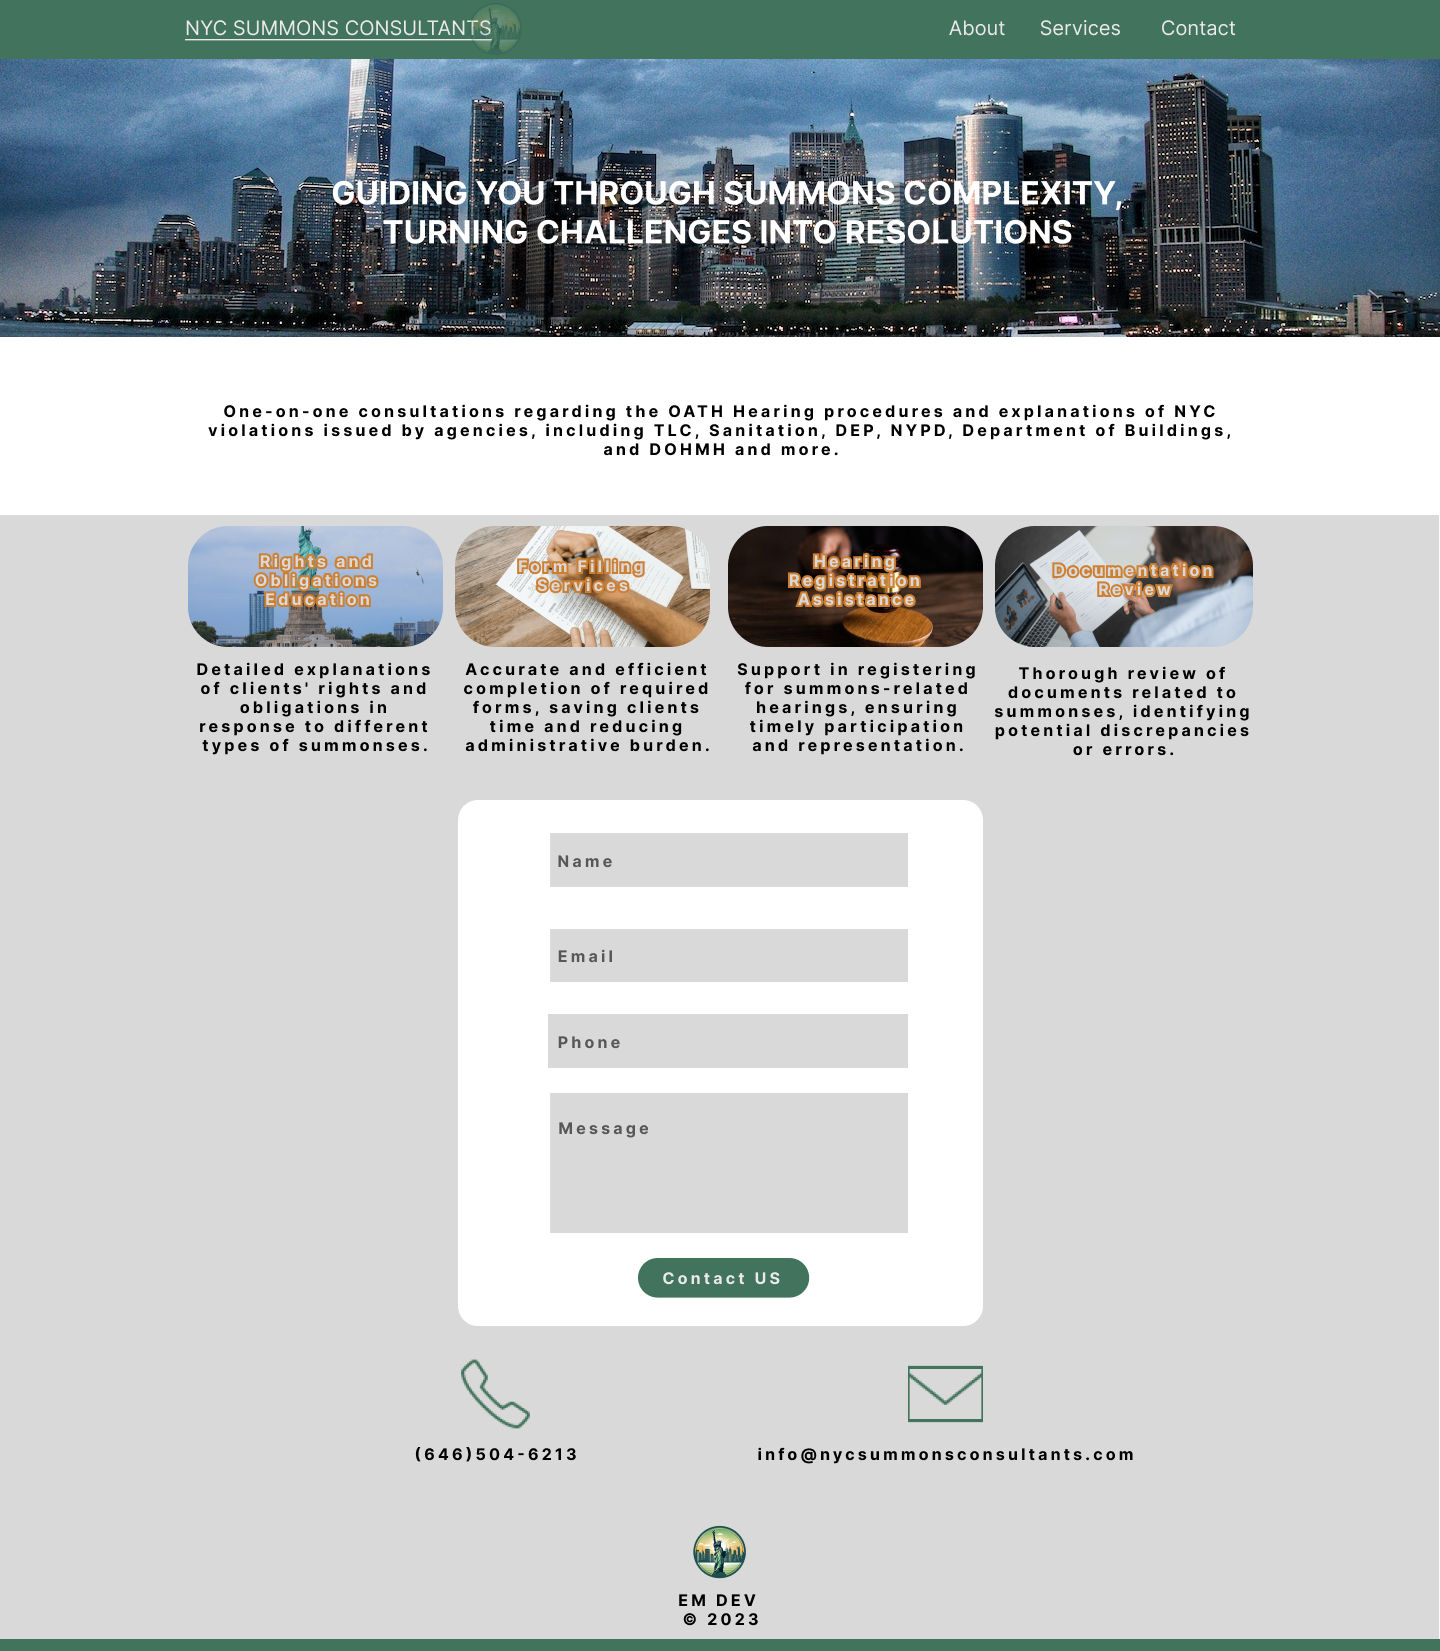 NYC SUMMONS CONSULTANTS
About Services Contact
GUIDING YOU THROUGH SUMMONS COMPLEXITY,
TURNING CHALLENGES INTO RESOLUTIONS
One-on-one consultations regarding the OATH Hearing procedures and explanations of NYC
violations issued by agencies, including TLC, Sanitation, DEP, NYPD, Department of Buildings,
and DOHMH and more.
Rights and
Obligations
Education
Detailed explanations
of clients' rights and
obligations in
response to different
types of summonses.
Form Filling
Services
Accurate and efficient
completion of required
forms, saving clients
time and reducing
administrative burden.
Hearing
Registration
Assistance
Support in registering
for summons-related
hearings, ensuring
timely participation
and representation.
Documentation
Review
Thorough review of
documents related to
summonses, identifying
potential discrepancies
or errors.
Name
Email
Phone
Message
Contact US
(646)504-6213
info@nycsummonsconsultants.com
EM DEV
© 2023